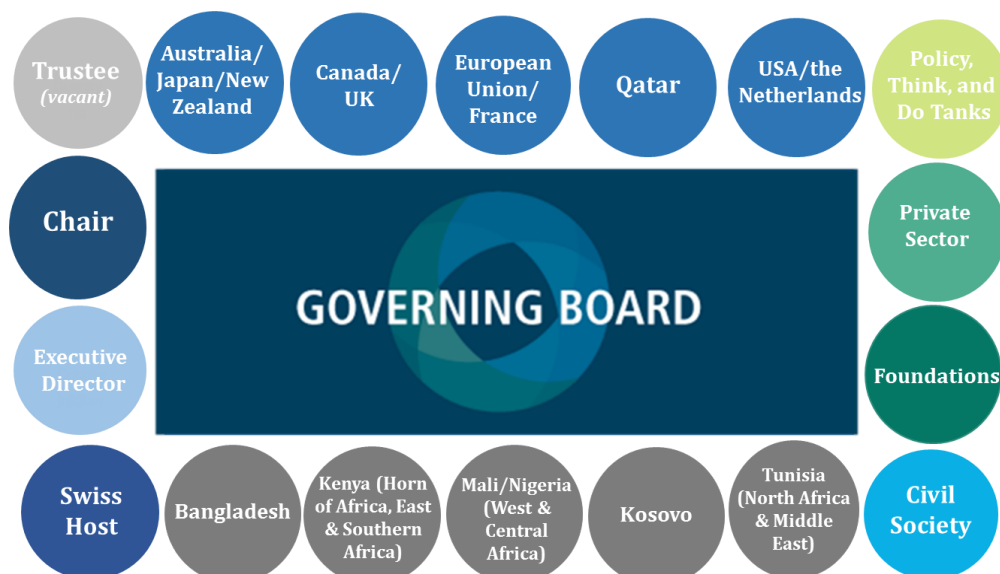 Trustee
(vacant)
Australia/
Japan/New
Zealand
Canada/
UK
European
Union/
France
Qatar
USA/the
Netherlands
Policy,
Think, and
Do Tanks
Chair
Private
Sector
GOVERNING BOARD
Executive
Director
Foundations
Swiss
Host
Bangladesh
Kenya (Horn
of Africa, East
& Southern
Africa)
Mali/Nigeria
(West &
Central
Africa)
Kosovo
Tunisia
(North Africa
& Middle
East)
Civil
Society